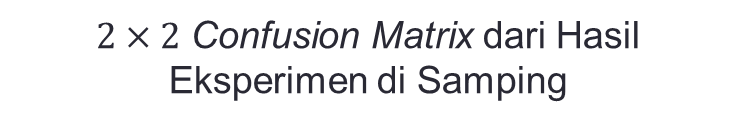 2 × 2 Confusion Matrix dari Hasil
Eksperimen di Samping